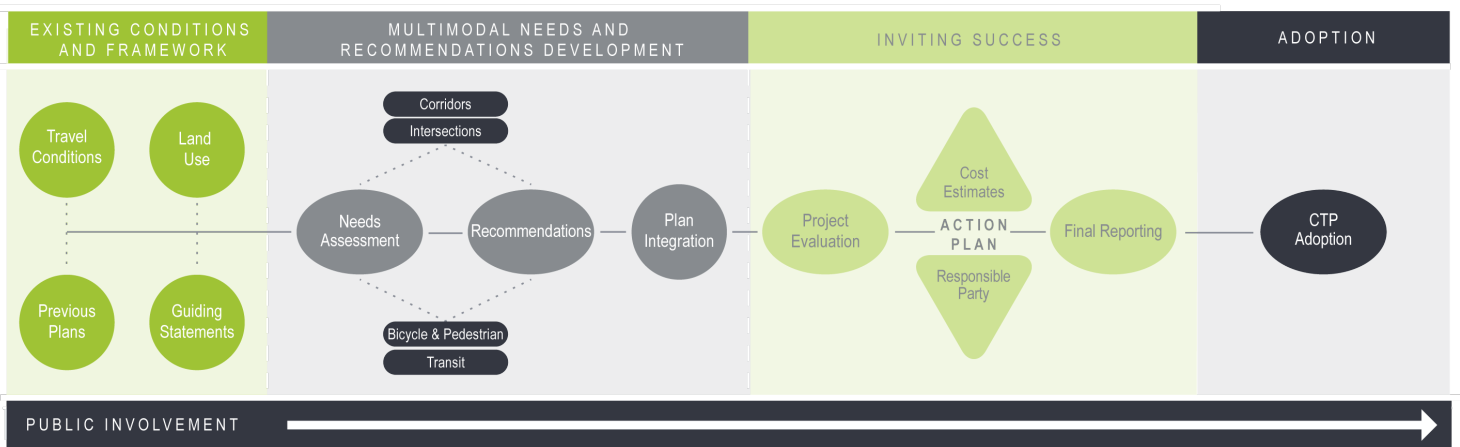 EXISTING CONDITIONS
AND FRAMEWORK
MULTIMODAL NEEDS AND
RECOMMENDATIONS DEVELOPMENT
INVITING SUCCESS
ADOPTION
Travel
Conditions
Land
Use
Previous
Plans
Guiding
Statements
Corridors
Intersections
Needs
Assessment
Recommendations
Plan
Integration
Bicycle & Pedestrian
Transit
Project
Evaluation
Cost
Estimates
ACTION
PLAN
Responsible
Party
Final Reporting
CTP
Adoption
PUBLIC INVOLVEMENT